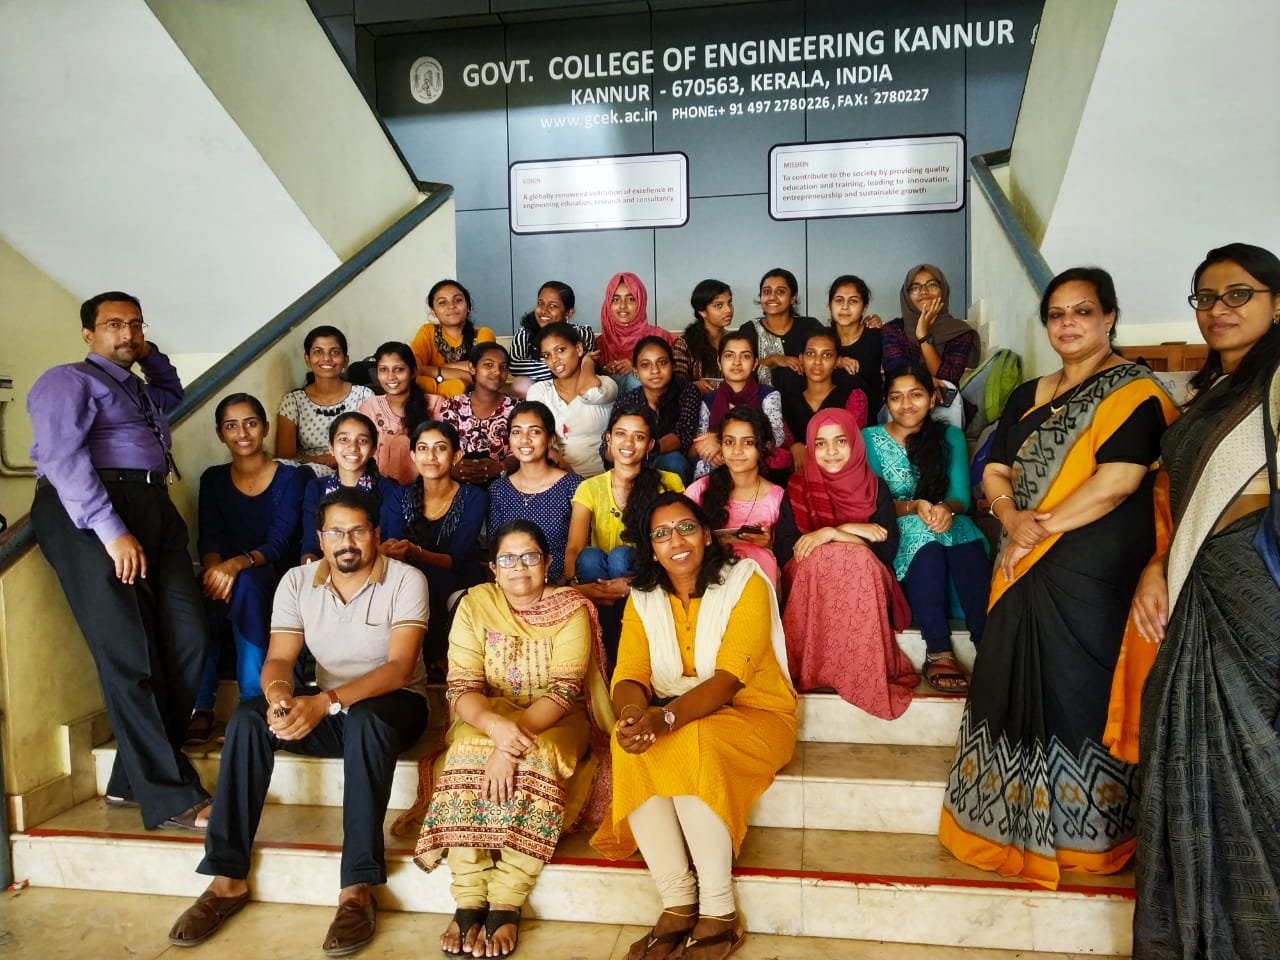 GOVT. COLLEGE OF ENGINEERING KANNUR
KANNUR - 670563, KERALA, INDIA
www.gcek.ac.in PHONE:+ 91 497 2780226, FAX: 2780227
VISION
A globally renowned institution of excellence in
engineering education, research and consultancy
MISSION
To contribute to the society by providing quality
education and training, leading to innovation,
entrepreneurship and sustainable growth